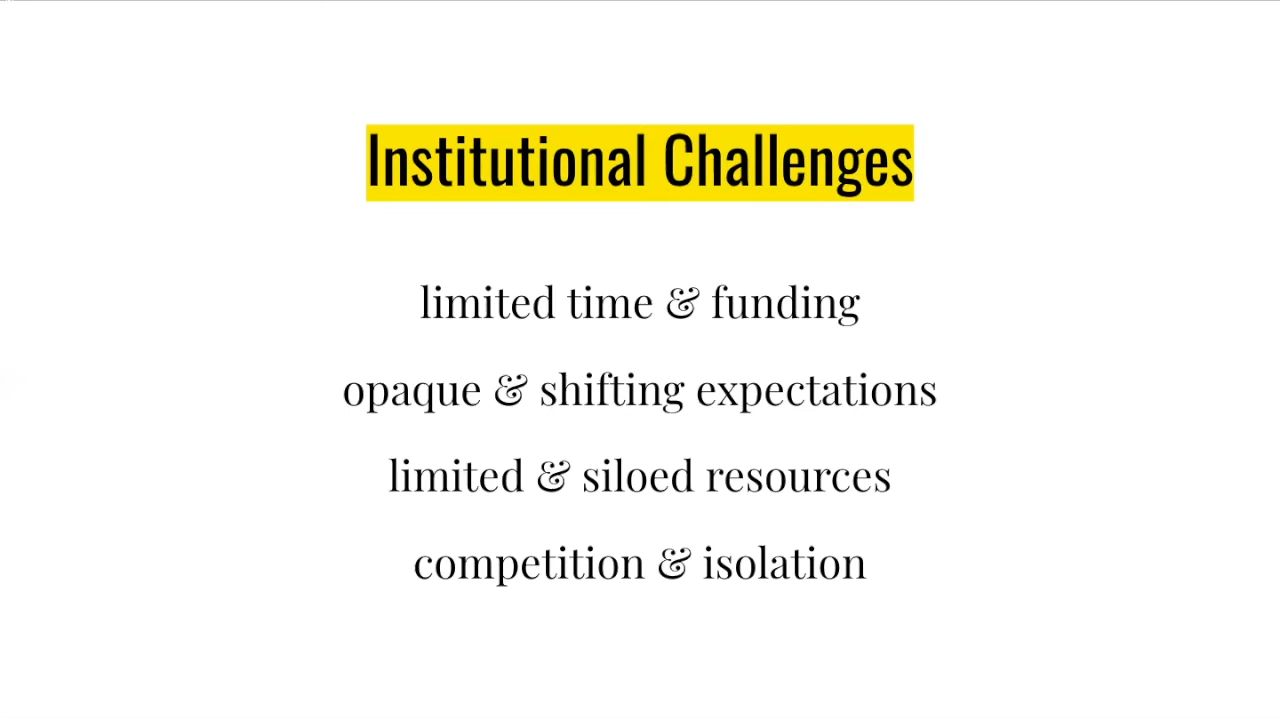 Institutional Challenges
limited time & funding
opaque & shifting expectations
limited & siloed resources
competition & isolation